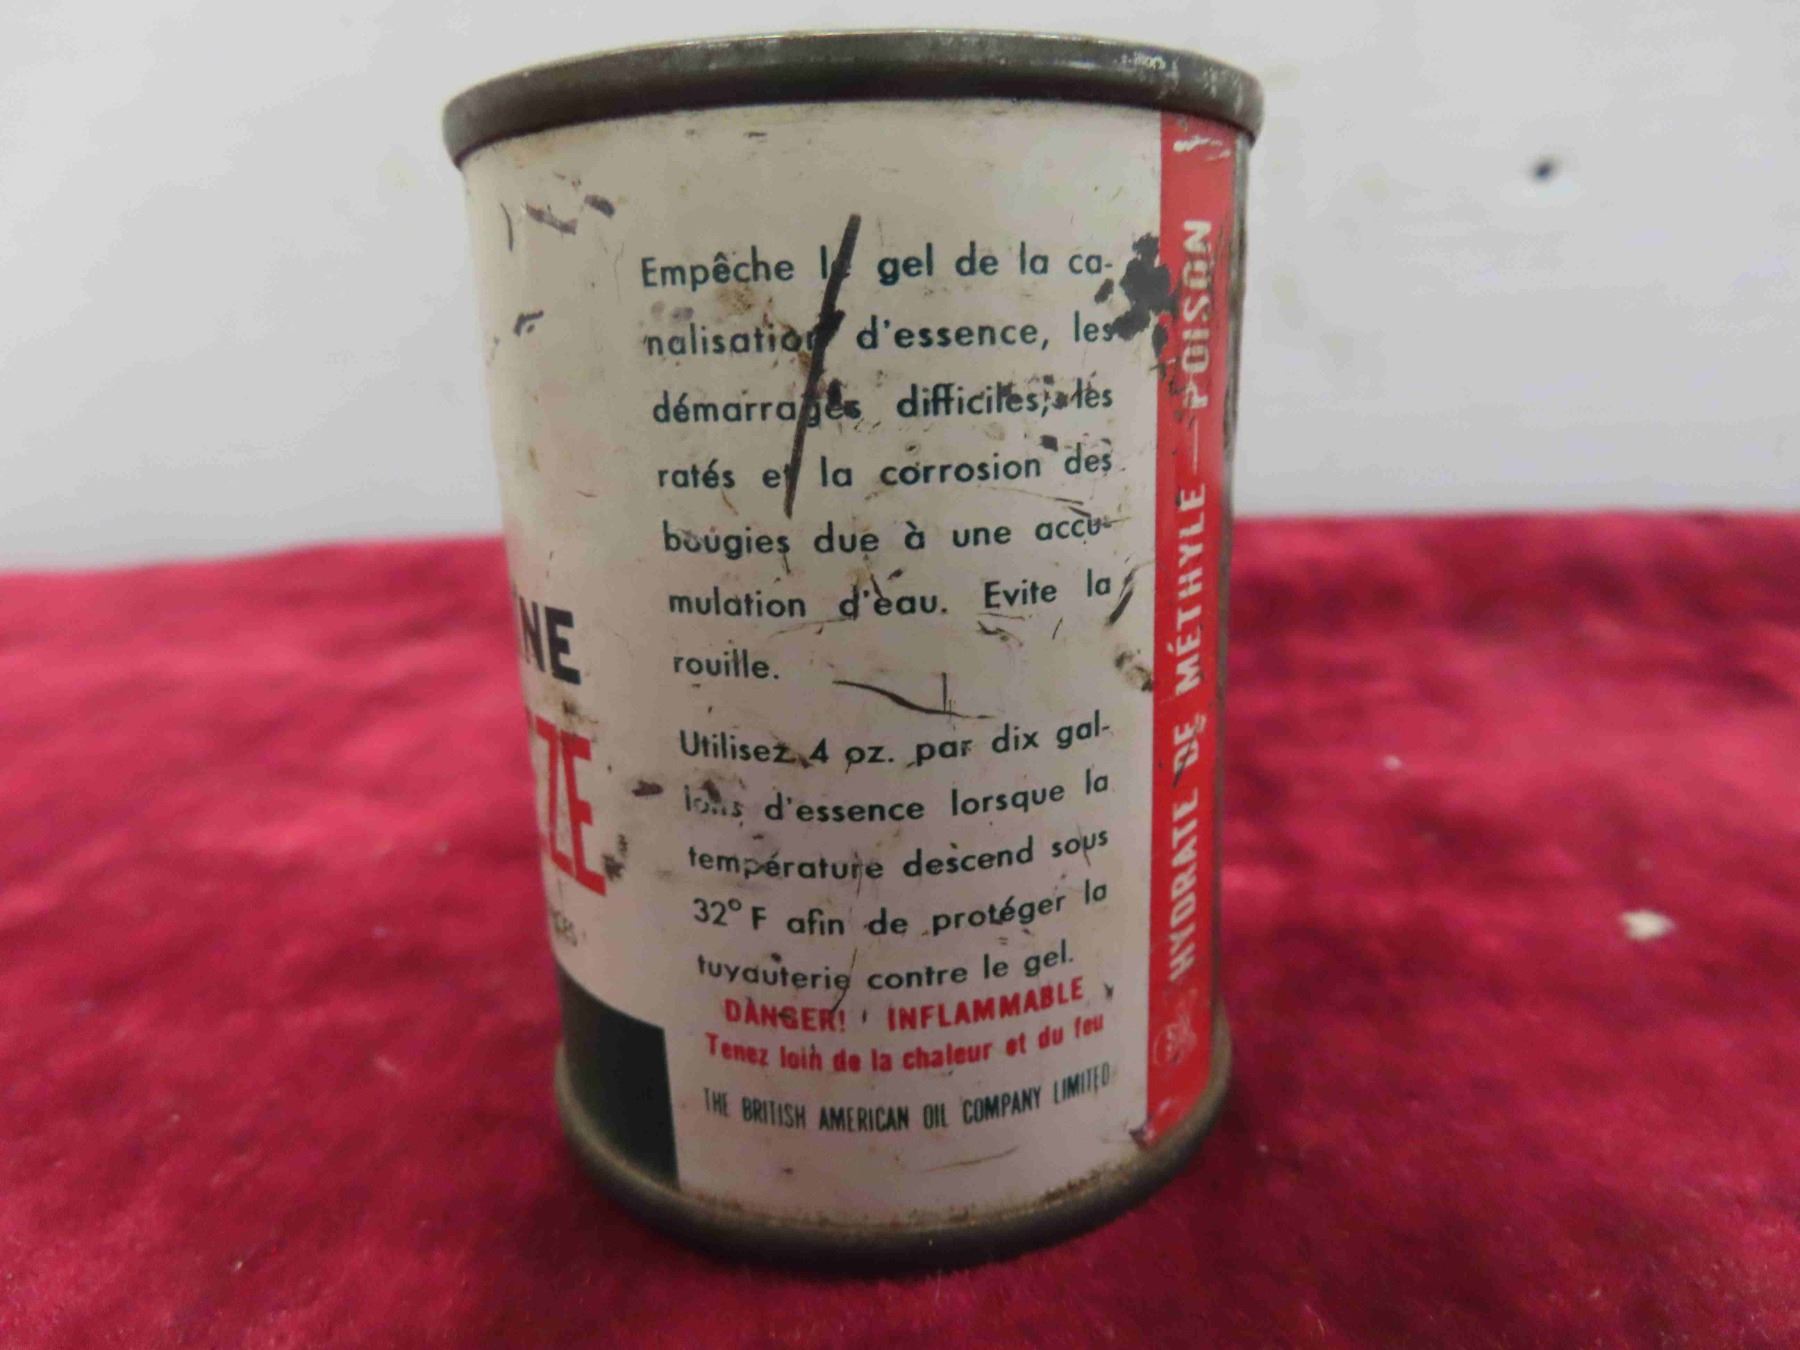 Empêche le gel de la ca-
nalisation d'essence, les
démarrages difficiles, les
ratés et la corrosion des
bougies due à une accu-
mulation d'eau. Evite la
rouille.
Utilisez 4 oz. par dix gal-
lons d'essence lorsque la
température descend sous
32° F afin de protéger la
tuyauterie contre le gel.
DANGER! INFLAMMABLE
Tenez loin de la chaleur et du feu
THE BRITISH AMERICAN OIL COMPANY LIMITED
HYDRATE DE MÉTHYLE — POISON